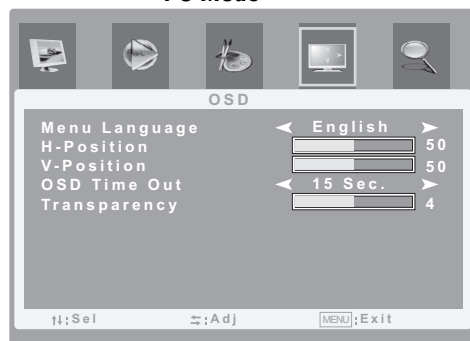 OSD
Menu Language English
H-Position 50
V-Position 50
OSD Time Out 15 Sec.
Transparency 4
↑↓:Sel ⇆:Adj MENU:Exit